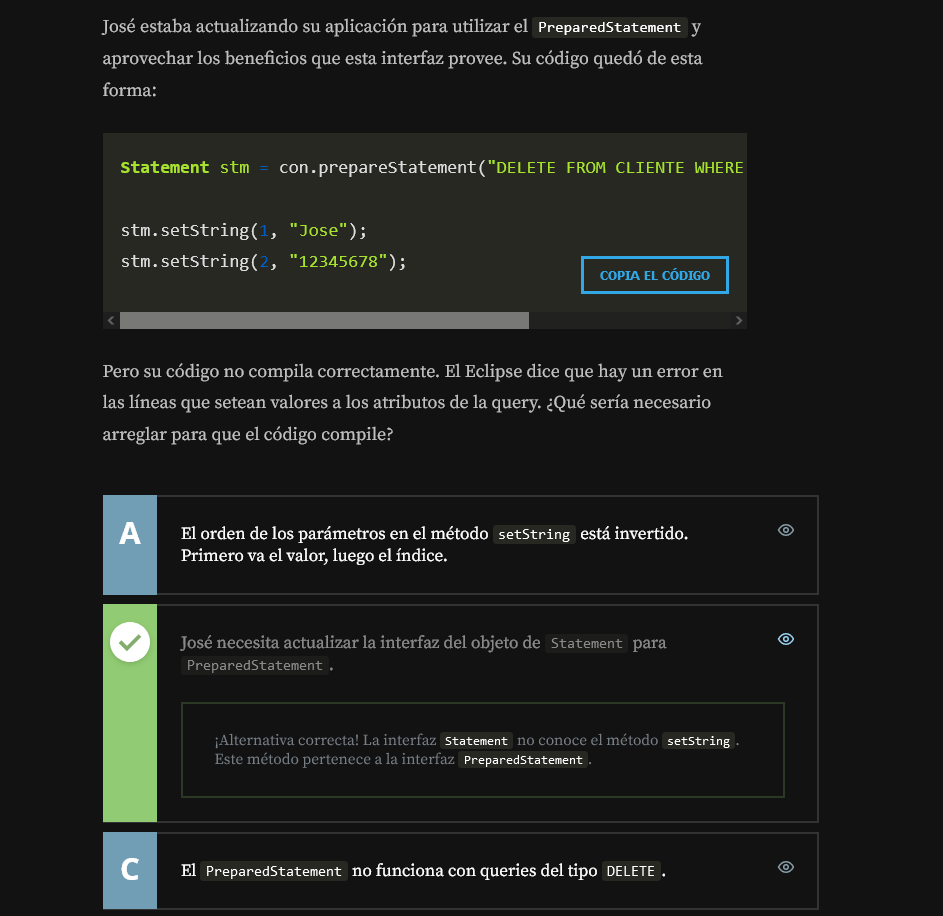 José estaba actualizando su aplicación para utilizar el PreparedStatement y
aprovechar los beneficios que esta interfaz provee. Su código quedó de esta
forma:
Statement stm = con.prepareStatement("DELETE FROM CLIENTE WHERE
stm.setString(1, "Jose");
stm.setString(2, "12345678");
COPIA EL CÓDIGO
Pero su código no compila correctamente. El Eclipse dice que hay un error en
las líneas que setean valores a los atributos de la query. ¿Qué sería necesario
arreglar para que el código compile?
A
El orden de los parámetros en el método setString está invertido.
Primero va el valor, luego el índice.
José necesita actualizar la interfaz del objeto de Statement para
PreparedStatement.
¡Alternativa correcta! La interfaz Statement no conoce el método setString.
Este método pertenece a la interfaz PreparedStatement.
C
El PreparedStatement no funciona con queries del tipo DELETE.